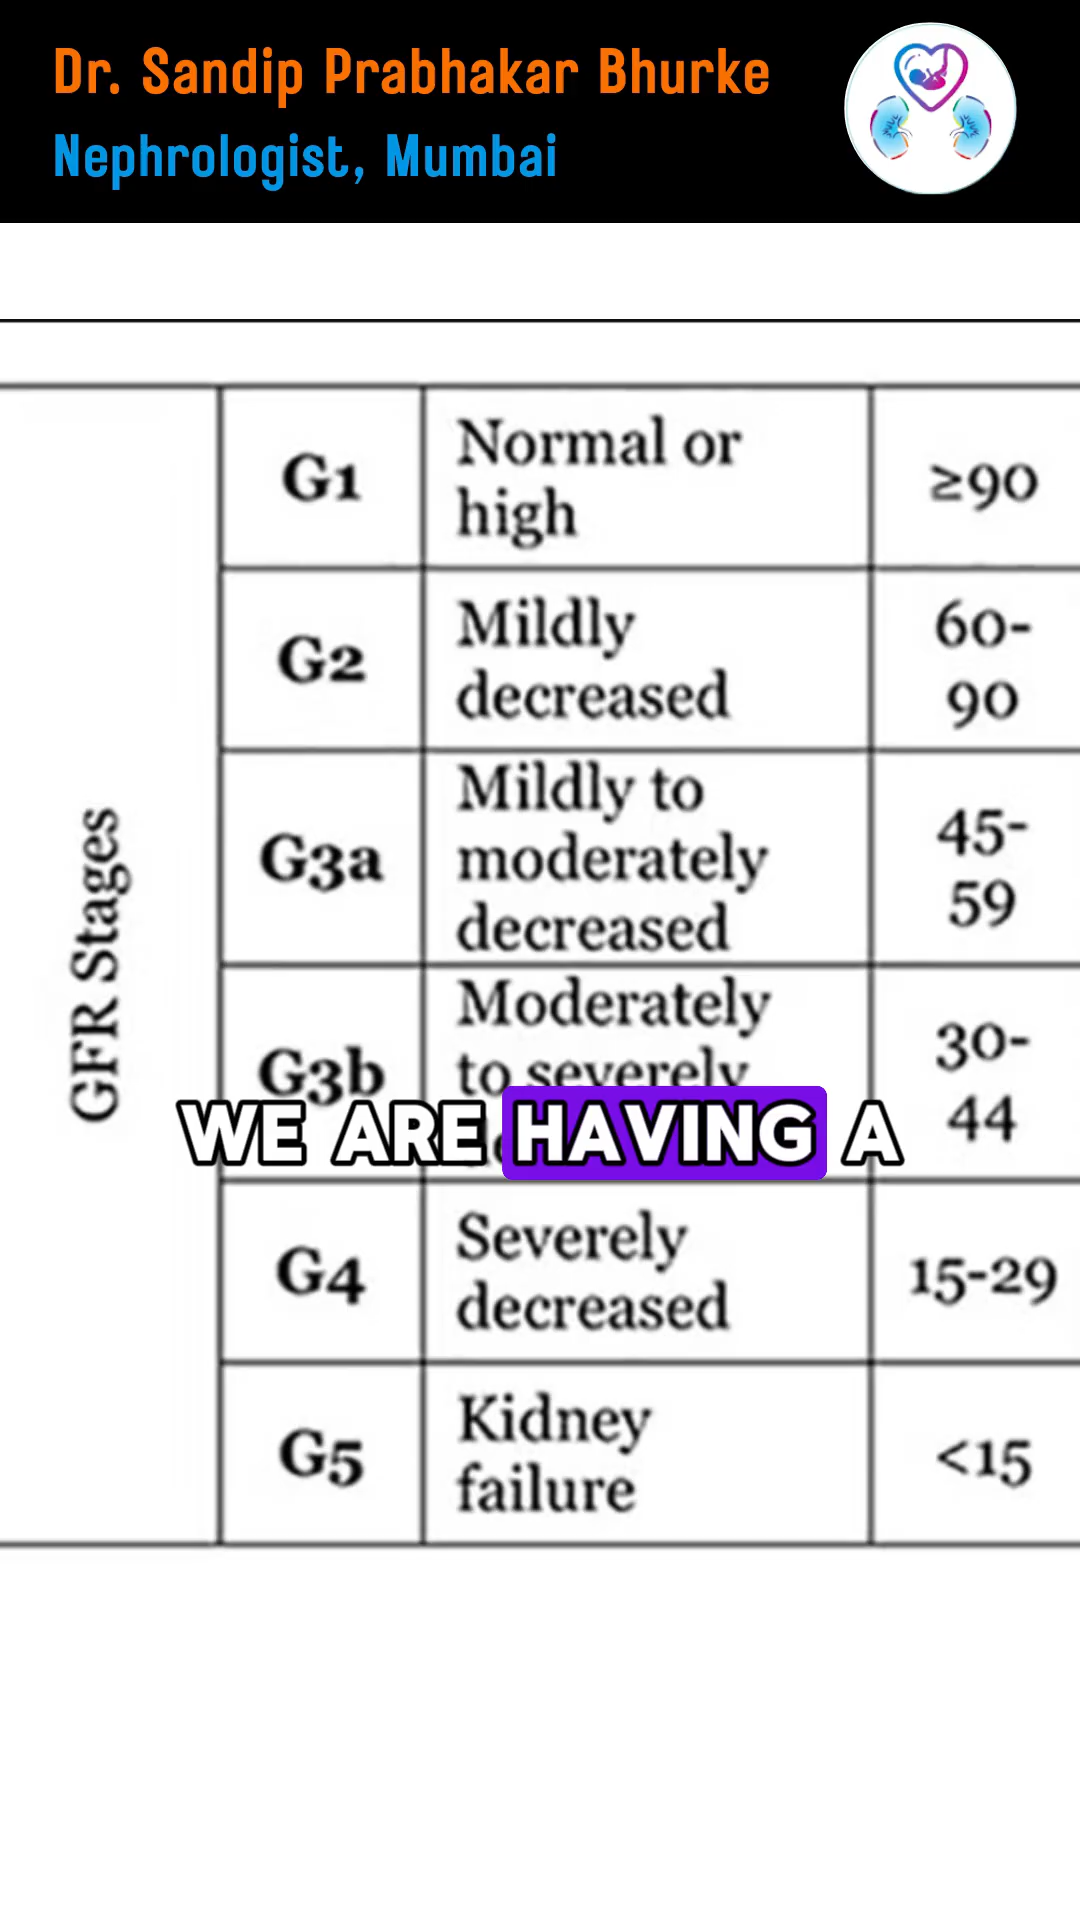 Dr. Sandip Prabhakar Bhurke
Nephrologist, Mumbai
GFR Stages
G1
Normal or
high
≥90
G2
Mildly
decreased
60-
90
G3a
Mildly to
moderately
decreased
45-
59
G3b
Moderately
to severely
30-
44
WE ARE HAVING A
G4
Severely
decreased
15-29
G5
Kidney
failure
<15